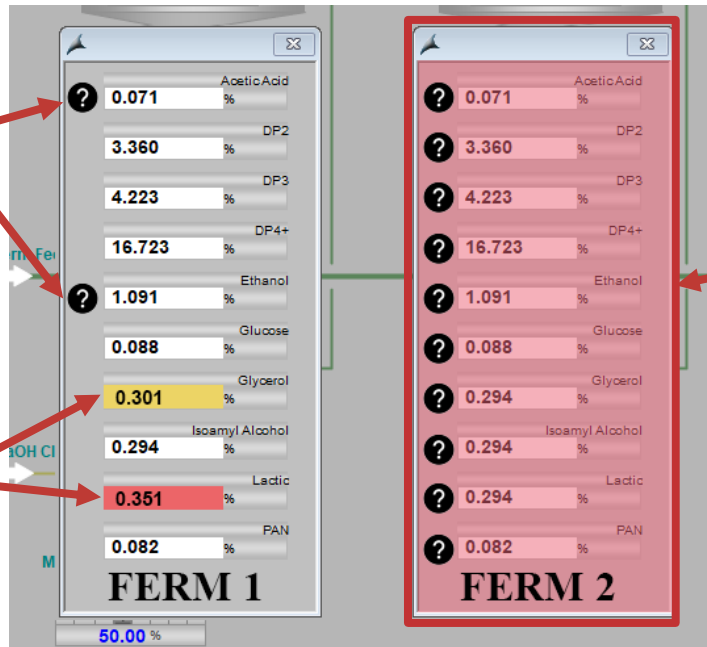 Acetic Acid
? 0.071 %
DP2
3.360 %
DP3
4.223 %
DP4+
16.723 %
Ethanol
? 1.091 %
Glucose
0.088 %
Glycerol
0.301 %
Isoamyl Alcohol
0.294 %
Lactic
0.351 %
PAN
0.082 %
FERM 1
50.00 %
Acetic Acid
? 0.071 %
DP2
? 3.360 %
DP3
? 4.223 %
DP4+
? 16.723 %
Ethanol
? 1.091 %
Glucose
? 0.088 %
Glycerol
? 0.294 %
Isoamyl Alcohol
? 0.294 %
Lactic
? 0.294 %
PAN
? 0.082 %
FERM 2